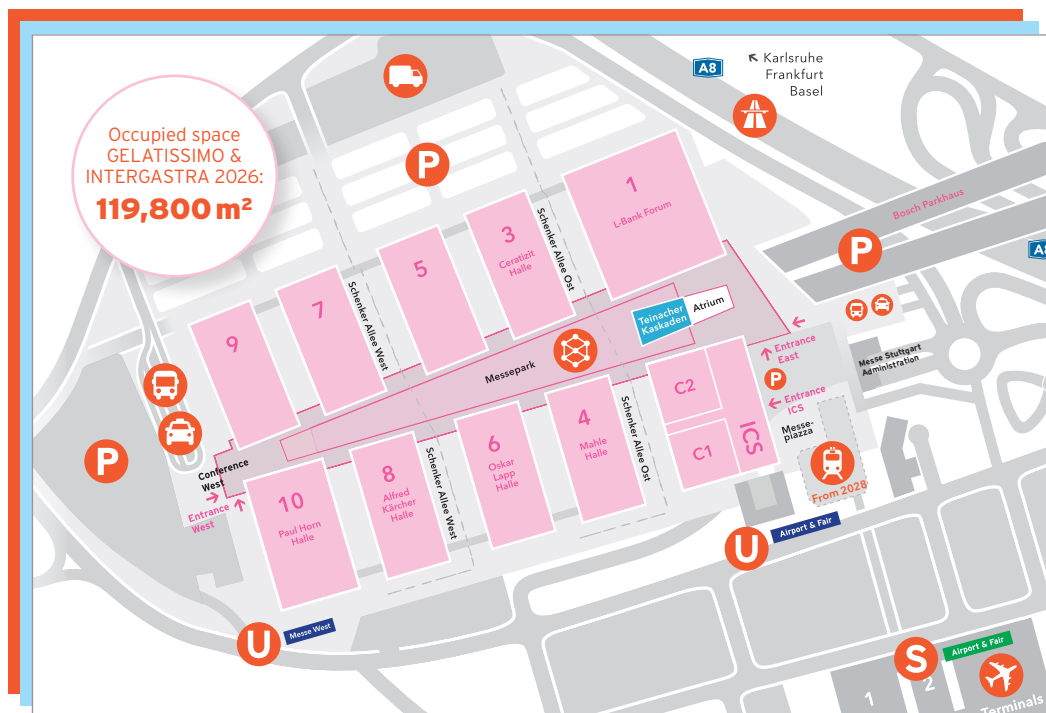 Occupied space
GELATISSIMO &
INTERGASTRA 2026:
119,800 m²
A8
Karlsruhe
Frankfurt
Basel
P
1
L-Bank Forum
Bosch Parkhaus
P
A8
3
Ceratizit
Halle
Schenker Allee Ost
5
7
Schenker Allee West
9
Teinacher
Kaskaden
Atrium
Messepark
Entrance
East
P
Messe Stuttgart
Administration
Entrance
ICS
Messe-
piazza
C2
C1
ICS
From 2028
4
Mahle
Halle
Schenker Allee Ost
6
Oskar
Lapp
Halle
8
Alfred
Kärcher
Halle
Schenker Allee West
10
Paul Horn
Halle
P
Conference
West
Entrance
West
U
Airport & Fair
U
Messe West
S
Airport & Fair
1
2
Terminals